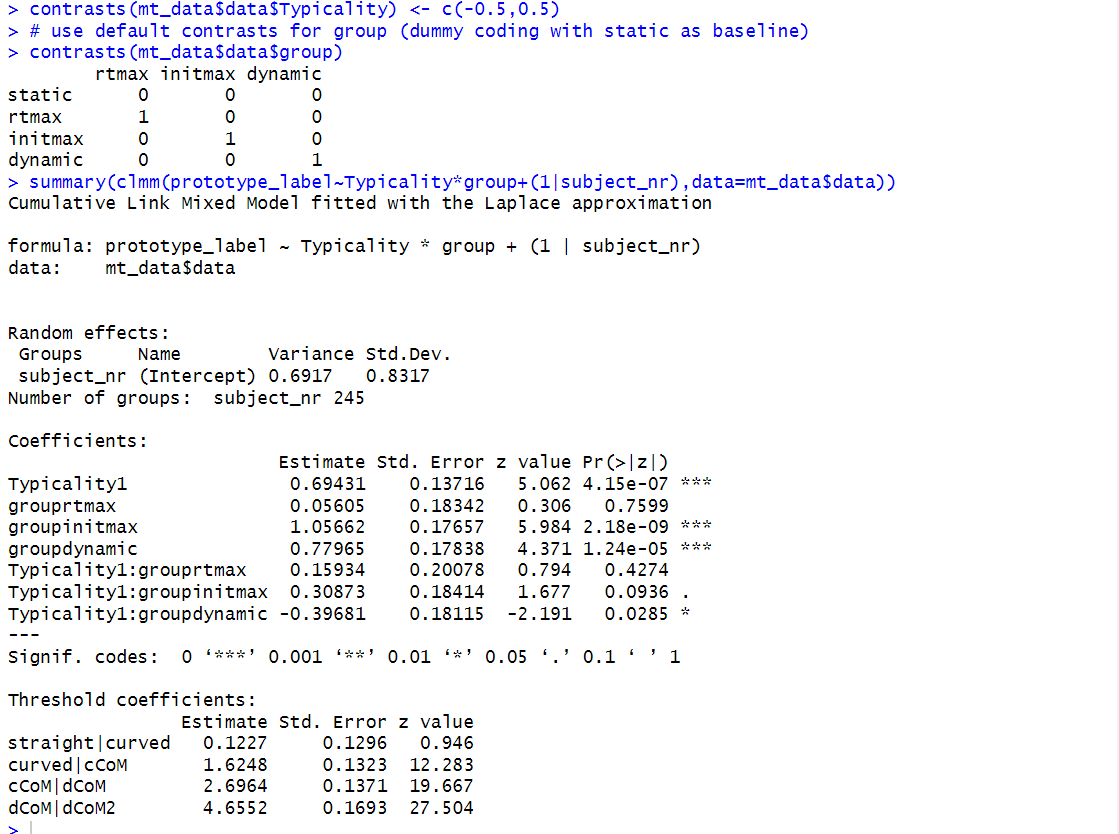 > contrasts(mt_data$data$Typicality) <- c(-0.5,0.5)
> # use default contrasts for group (dummy coding with static as baseline)
> contrasts(mt_data$data$group)
        rtmax initmax dynamic
static      0       0       0
rtmax       1       0       0
initmax     0       1       0
dynamic     0       0       1
> summary(clmm(prototype_label~Typicality*group+(1|subject_nr),data=mt_data$data))
Cumulative Link Mixed Model fitted with the Laplace approximation

formula: prototype_label ~ Typicality * group + (1 | subject_nr)
data:    mt_data$data


Random effects:
 Groups     Name        Variance Std.Dev.
 subject_nr (Intercept) 0.6917   0.8317
Number of groups:  subject_nr 245

Coefficients:
                         Estimate Std. Error z value Pr(>|z|)
Typicality1               0.69431    0.13716   5.062 4.15e-07 ***
grouprtmax                0.05605    0.18342   0.306   0.7599
groupinitmax              1.05662    0.17657   5.984 2.18e-09 ***
groupdynamic              0.77965    0.17838   4.371 1.24e-05 ***
Typicality1:grouprtmax    0.15934    0.20078   0.794   0.4274
Typicality1:groupinitmax  0.30873    0.18414   1.677   0.0936 .
Typicality1:groupdynamic -0.39681    0.18115  -2.191   0.0285 *
---
Signif. codes:  0 ‘***’ 0.001 ‘**’ 0.01 ‘*’ 0.05 ‘.’ 0.1 ‘ ’ 1

Threshold coefficients:
                Estimate Std. Error z value
straight|curved   0.1227     0.1296   0.946
curved|cCoM       1.6248     0.1323  12.283
cCoM|dCoM         2.6964     0.1371  19.667
dCoM|dCoM2        4.6552     0.1693  27.504
>